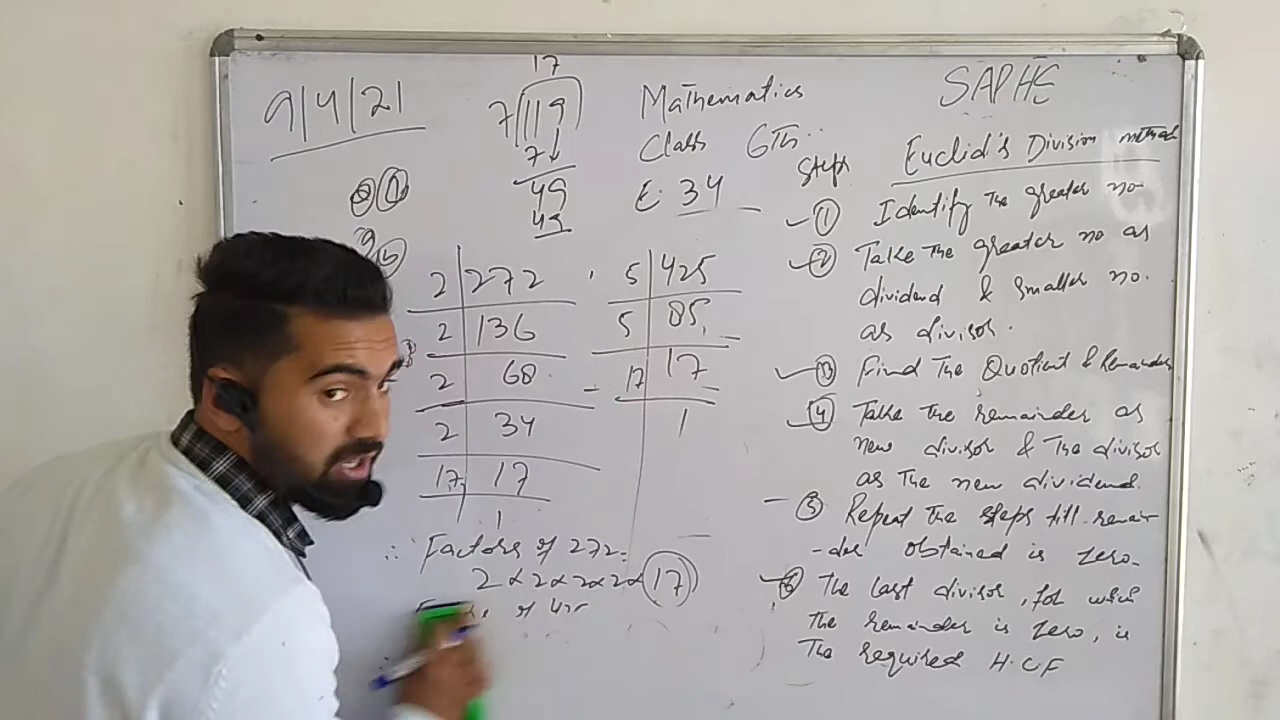 9/4/21
17
7 119
7
49
49
Mathematics
Class 6Th
E: 34
SAPHE
Euclid's Division method
Steps
1 Identify The greater no
2 Take The greater no as
dividend & smaller no.
as divisor.
3 Find The Quotient & Remainder
4 Take The remainder as
new divisor & The divisor
as The new dividend.
5 Repeat The steps till remain-
-der obtained is zero.
6 The last divisor, for which
The remainder is zero, is
The required H.C.F
2 272
2 136
2 68
2 34
17 17
1
5 425
5 85
17 17
1
∴ Factors of 272=
2 x 2 x 2 x 2 x 17
of 425